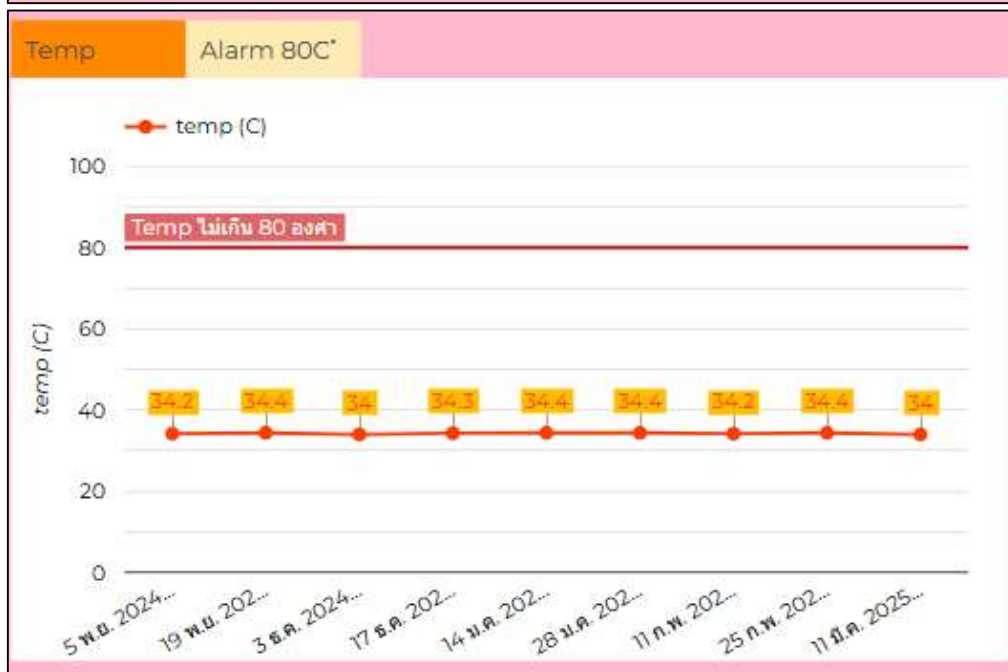 Temp Alarm 80C*
temp (C)
100
Temp ไม่เกิน 80 องศา
80
temp (C)
60
34.2 34.4 34 34.3 34.4 34.4 34.2 34.4 34
40
20
0
5 พ.ย. 2024... 19 พ.ย. 202... 3 ธ.ค. 2024... 17 ธ.ค. 202... 14 ม.ค. 202... 28 ม.ค. 202... 11 ก.พ. 202... 25 ก.พ. 202... 11 มี.ค. 2025...